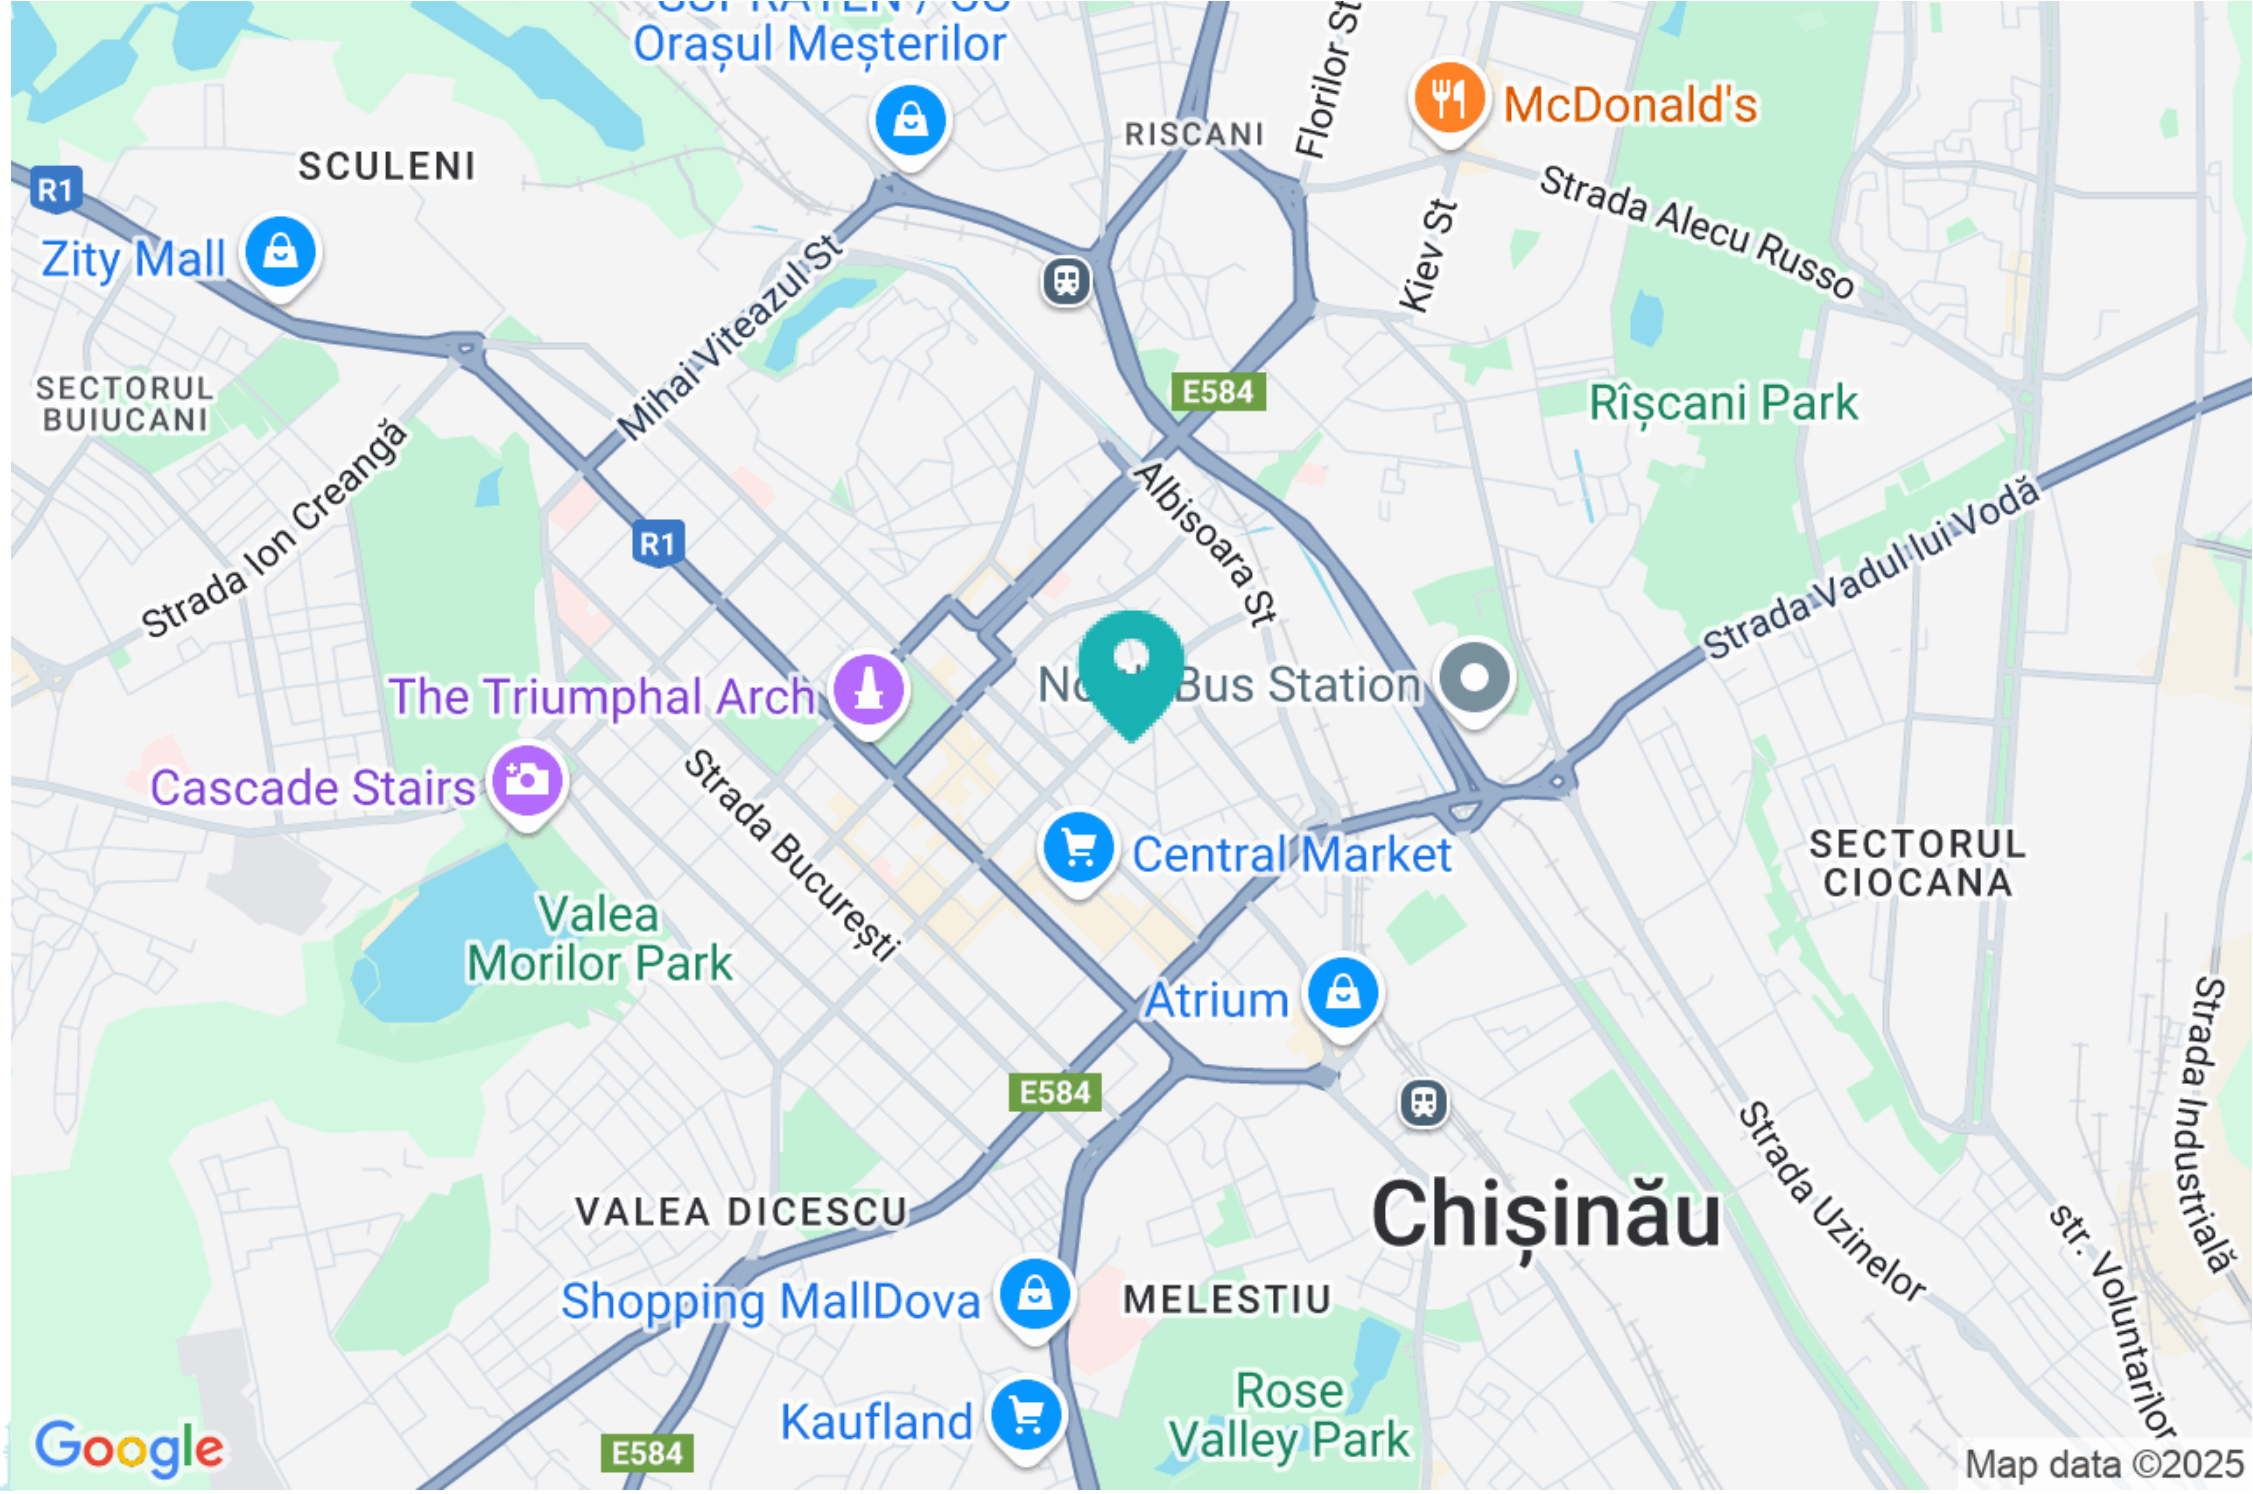 Orașul Meșterilor
Florilor St
McDonald's
RISCANI
SCULENI
R1
Zity Mall
Strada Alecu Russo
Kiev St
Mihai Viteazul St
SECTORUL
BUIUCANI
E584
Rîșcani Park
Strada Ion Creangă
R1
Albisoara St
Strada Vadul lui Vodă
The Triumphal Arch
Bus Station
Cascade Stairs
Strada București
Central Market
SECTORUL
CIOCANA
Valea
Morilor Park
Atrium
E584
Strada Industrială
Strada Uzinelor
VALEA DICESCU
Chișinău
str. Voluntarilor
Shopping MallDova
MELESTIU
Rose
Valley Park
Kaufland
E584
Google
Map data ©2025